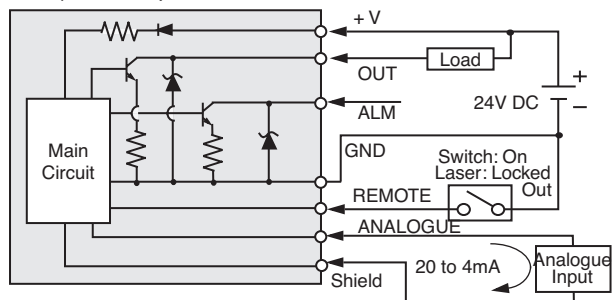 + V
OUT
Load
+
24V DC
–
ALM
GND
Main
Circuit
Switch: On
Laser: Locked
Out
REMOTE
ANALOGUE
20 to 4mA
Analogue
Input
Shield